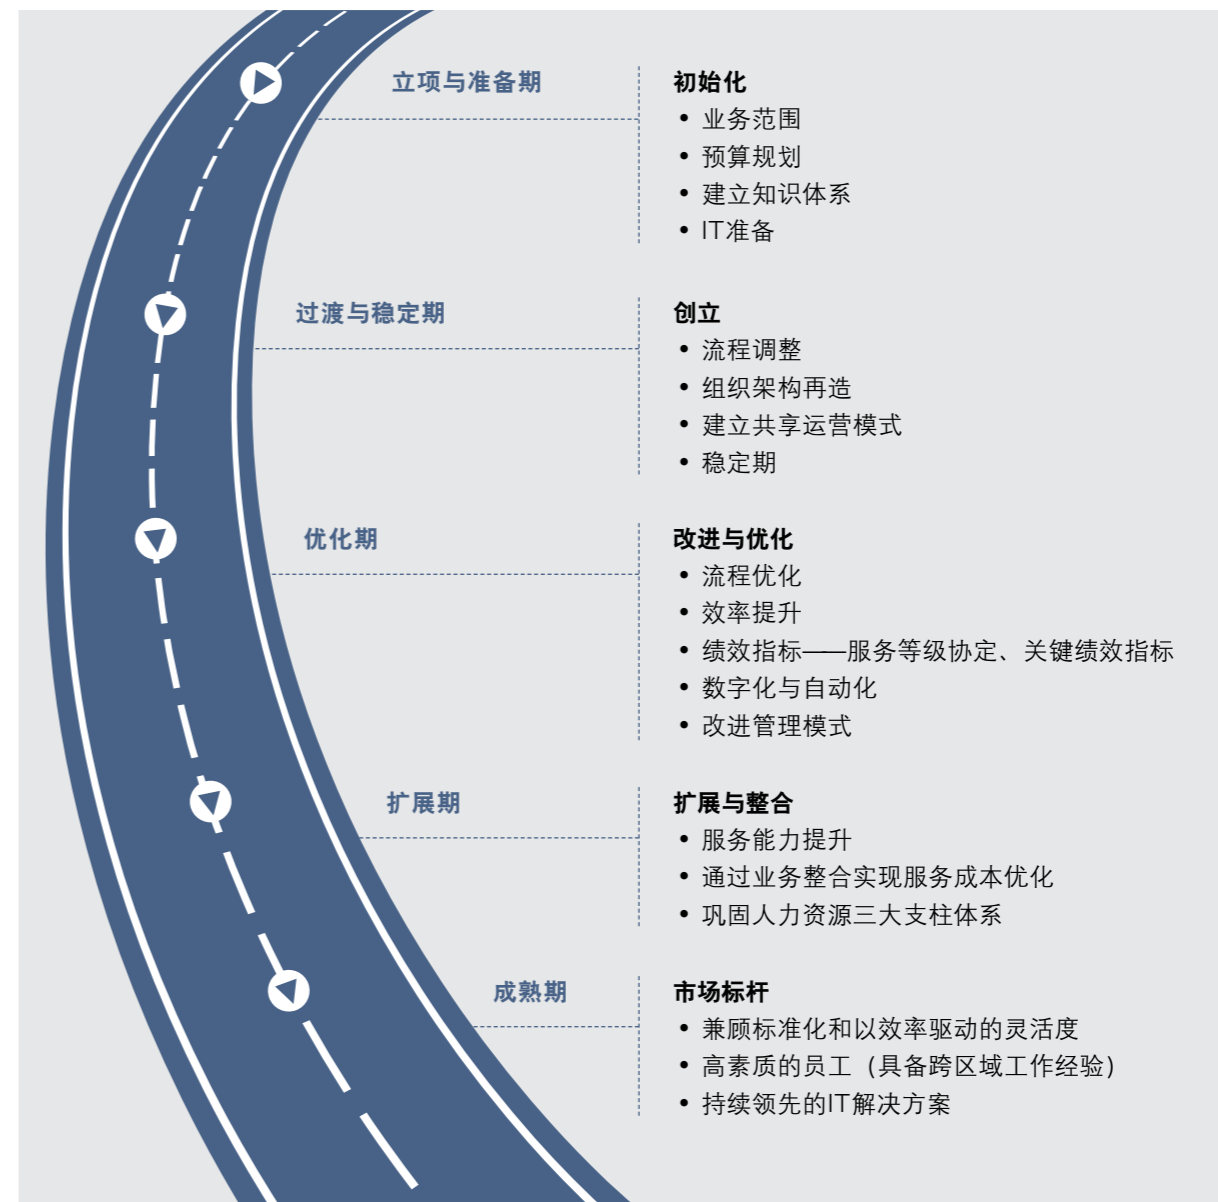 立项与准备期
初始化
• 业务范围
• 预算规划
• 建立知识体系
• IT准备
过渡与稳定期
创立
• 流程调整
• 组织架构再造
• 建立共享运营模式
• 稳定期
优化期
改进与优化
• 流程优化
• 效率提升
• 绩效指标——服务等级协定、关键绩效指标
• 数字化与自动化
• 改进管理模式
扩展期
扩展与整合
• 服务能力提升
• 通过业务整合实现服务成本优化
• 巩固人力资源三大支柱体系
成熟期
市场标杆
• 兼顾标准化和以效率驱动的灵活度
• 高素质的员工（具备跨区域工作经验）
• 持续领先的IT解决方案